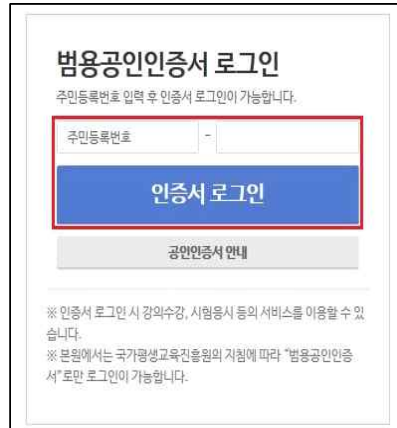 범용공인인증서 로그인
주민등록번호 입력 후 인증서 로그인이 가능합니다.
주민등록번호 -
인증서 로그인
공인인증서 안내
※ 인증서 로그인 시 강의수강, 시험응시 등의 서비스를 이용할 수 있
습니다.
※ 본원에서는 국가평생교육진흥원의 지침에 따라 "범용공인인증
서"로만 로그인이 가능합니다.